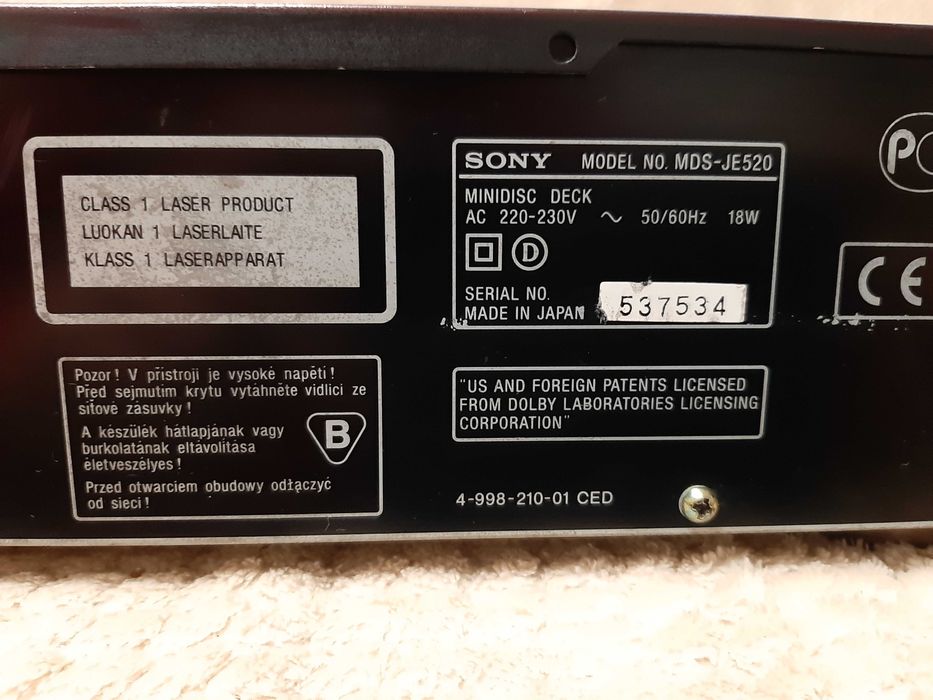 CLASS 1 LASER PRODUCT
LUOKAN 1 LASERLAITE
KLASS 1 LASERAPPARAT
SONY MODEL NO. MDS-JE520
MINIDISC DECK
AC 220-230V ~ 50/60Hz 18W
D
SERIAL NO. 537534
MADE IN JAPAN
CE
Pozor! V přístroji je vysoké napětí!
Před sejmutím krytu vytáhněte vidlici ze
síťové zásuvky!
A készülék hátlapjának vagy
burkolatának eltávolítása
életveszélyes!
Przed otwarciem obudowy odłączyć
od sieci!
B
"US AND FOREIGN PATENTS LICENSED
FROM DOLBY LABORATORIES LICENSING
CORPORATION"
4-998-210-01 CED